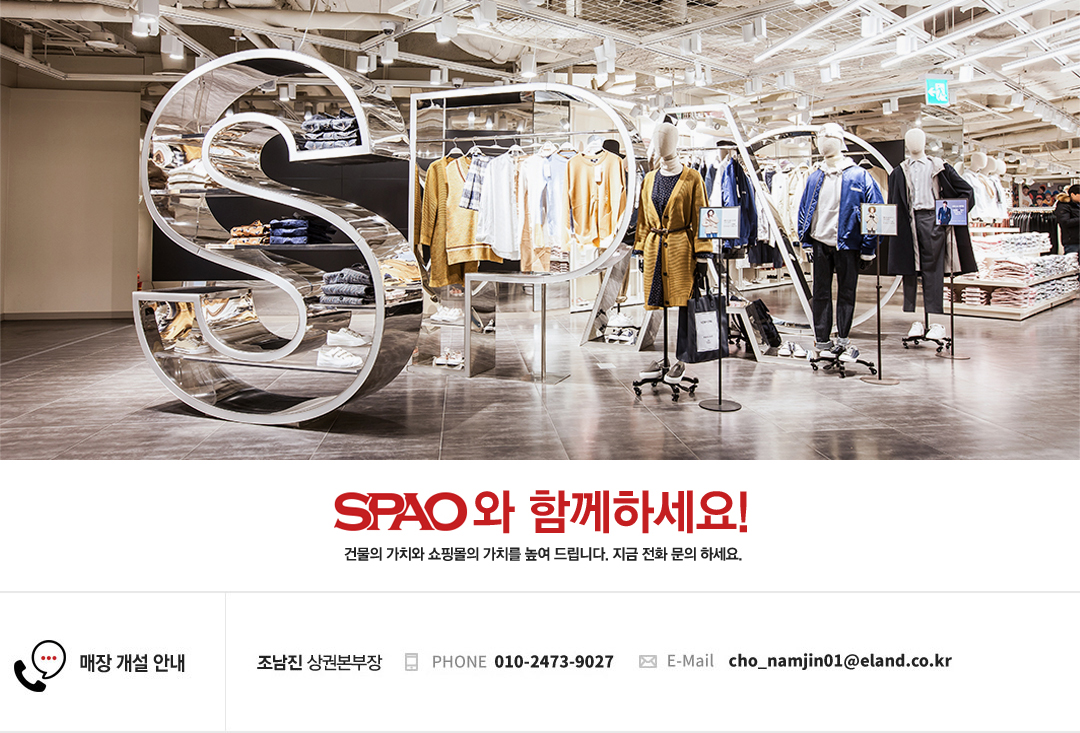 SPAO
SPAO와 함께하세요!
건물의 가치와 쇼핑몰의 가치를 높여 드립니다. 지금 전화 문의 하세요.
매장 개설 안내
조남진 상권본부장 PHONE 010-2473-9027 E-Mail cho_namjin01@eland.co.kr